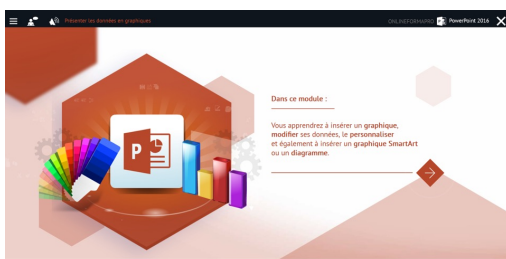 Présenter les données en graphiques
ONLINEFORMAPRO
PowerPoint 2016
Dans ce module :
Vous apprendrez à insérer un graphique,
modifier ses données, le personnaliser
et également à insérer un graphique SmartArt
ou un diagramme.
P